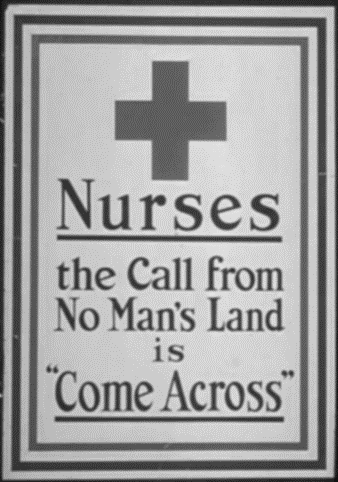 Nurses
the Call from
No Man's Land
is
"Come Across"